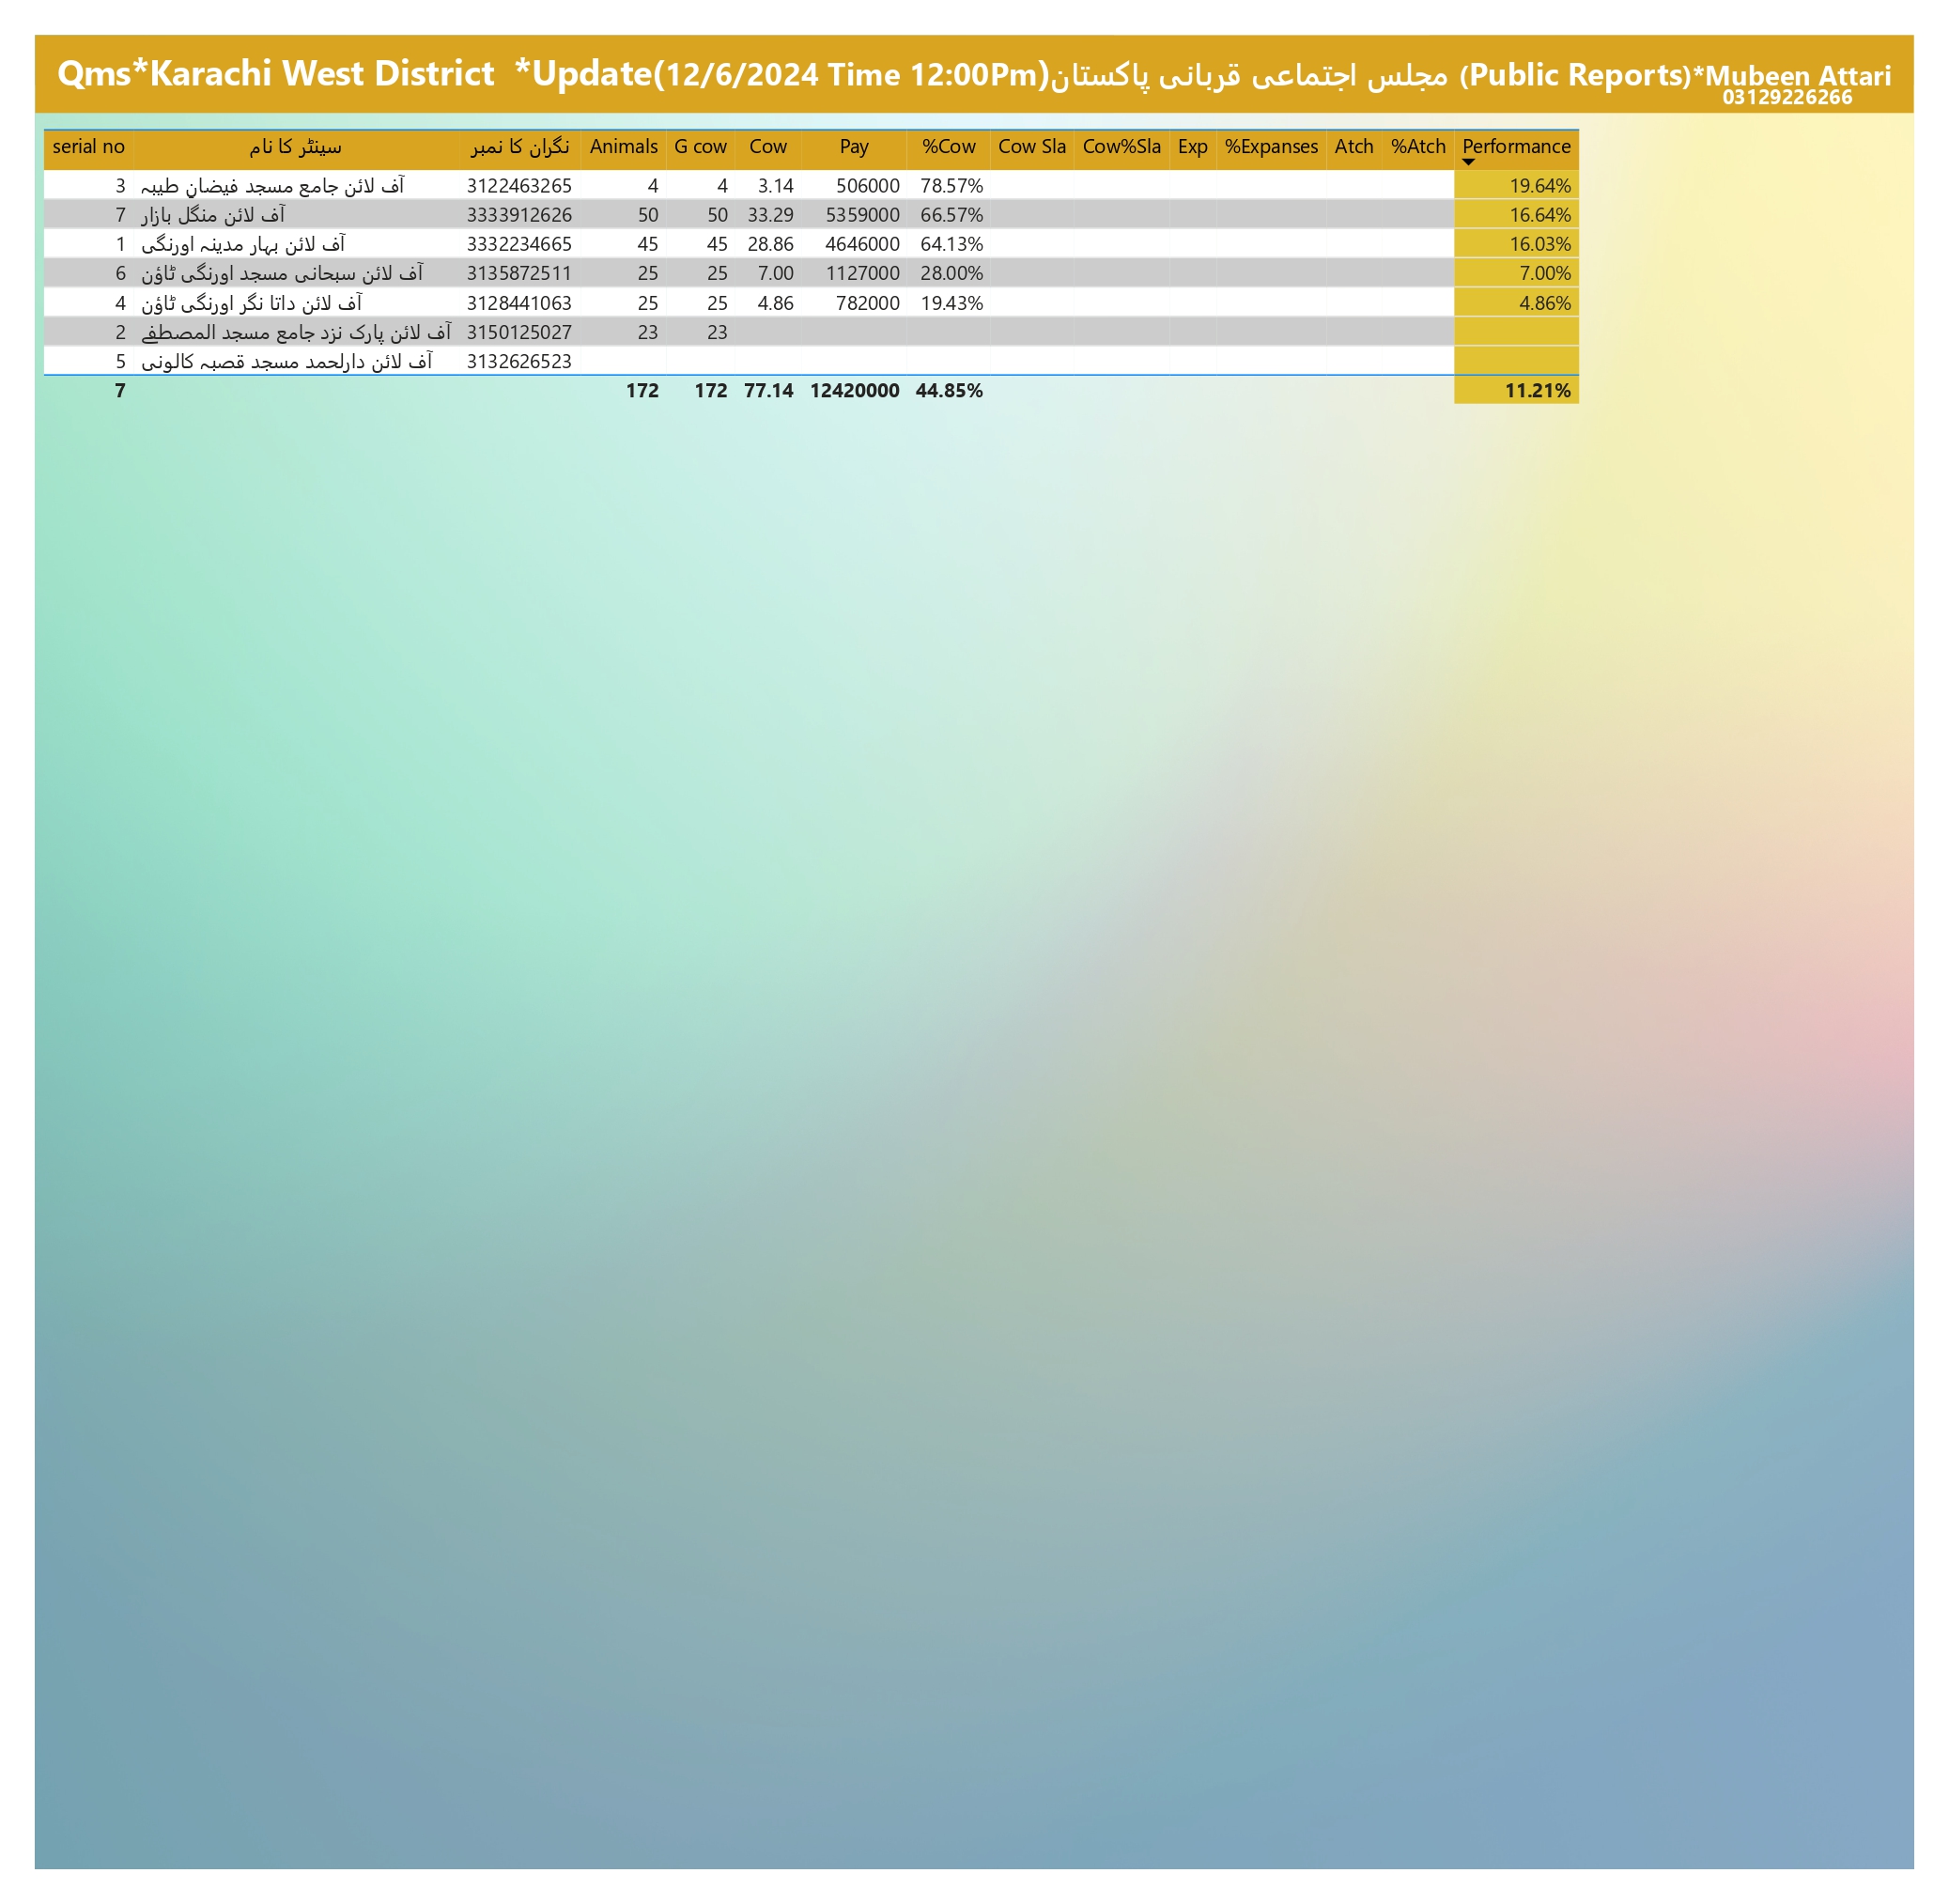 Qms*Karachi West District *Update(12/6/2024 Time 12:00Pm)مجلس اجتماعی قربانی پاکستان (Public Reports)*Mubeen Attari
03129226266
serial no سینٹر کا نام نگران کا نمبر Animals G cow Cow Pay %Cow Cow Sla Cow%Sla Exp %Expanses Atch %Atch Performance
3 آف لائن جامع مسجد فیضانِ طیبہ 3122463265 4 4 3.14 506000 78.57% 19.64%
7 آف لائن منگل بازار 3333912626 50 50 33.29 5359000 66.57% 16.64%
1 آف لائن بہار مدینہ اورنگی 3332234665 45 45 28.86 4646000 64.13% 16.03%
6 آف لائن سبحانی مسجد اورنگی ٹاؤن 3135872511 25 25 7.00 1127000 28.00% 7.00%
4 آف لائن داتا نگر اورنگی ٹاؤن 3128441063 25 25 4.86 782000 19.43% 4.86%
2 آف لائن پارک نزد جامع مسجد المصطفے 3150125027 23 23
5 آف لائن دارلحمد مسجد قصبہ کالونی 3132626523
7 172 172 77.14 12420000 44.85% 11.21%